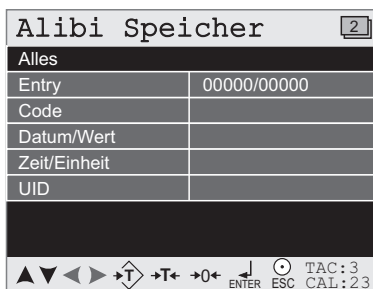 Alibi Speicher 2
Alles
Entry 00000/00000
Code
Datum/Wert
Zeit/Einheit
UID
T T 0 ENTER ESC TAC:3
CAL:23